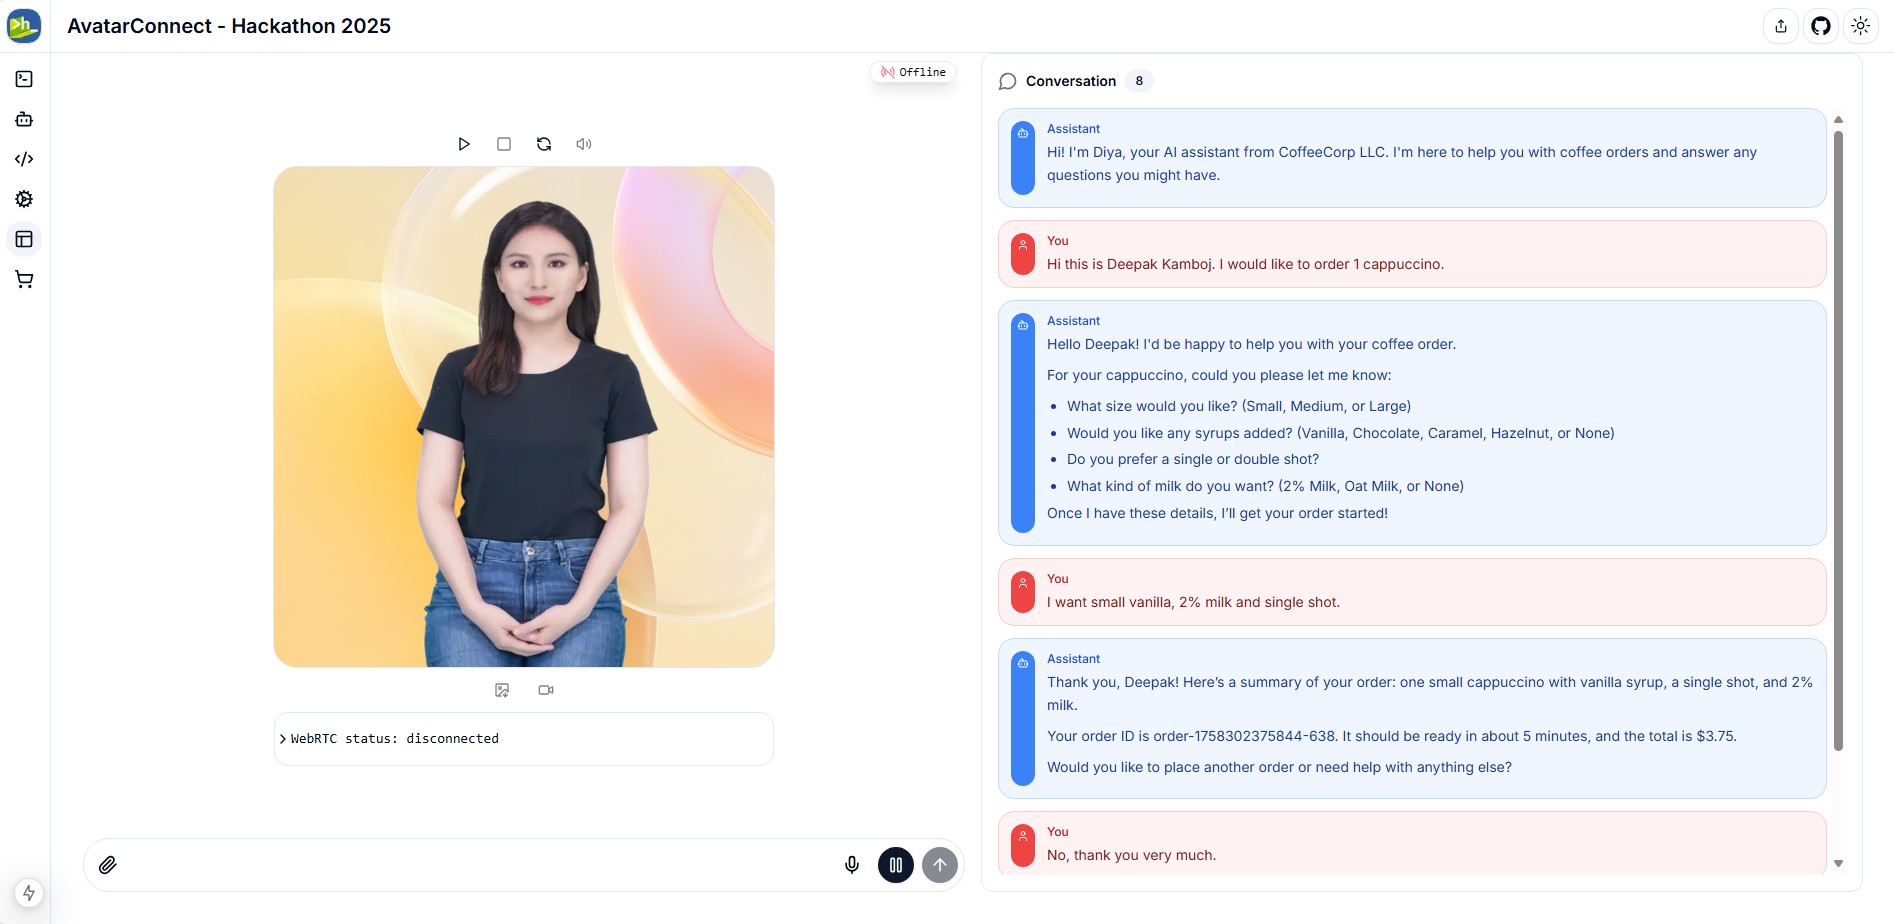 >h
AvatarConnect - Hackathon 2025
Offline
WebRTC status: disconnected
Conversation 8
Assistant
Hi! I'm Diya, your AI assistant from CoffeeCorp LLC. I'm here to help you with coffee orders and answer any
questions you might have.
You
Hi this is Deepak Kamboj. I would like to order 1 cappuccino.
Assistant
Hello Deepak! I'd be happy to help you with your coffee order.
For your cappuccino, could you please let me know:
• What size would you like? (Small, Medium, or Large)
• Would you like any syrups added? (Vanilla, Chocolate, Caramel, Hazelnut, or None)
• Do you prefer a single or double shot?
• What kind of milk do you want? (2% Milk, Oat Milk, or None)
Once I have these details, I’ll get your order started!
You
I want small vanilla, 2% milk and single shot.
Assistant
Thank you, Deepak! Here’s a summary of your order: one small cappuccino with vanilla syrup, a single shot, and 2%
milk.
Your order ID is order-1758302375844-638. It should be ready in about 5 minutes, and the total is $3.75.
Would you like to place another order or need help with anything else?
You
No, thank you very much.